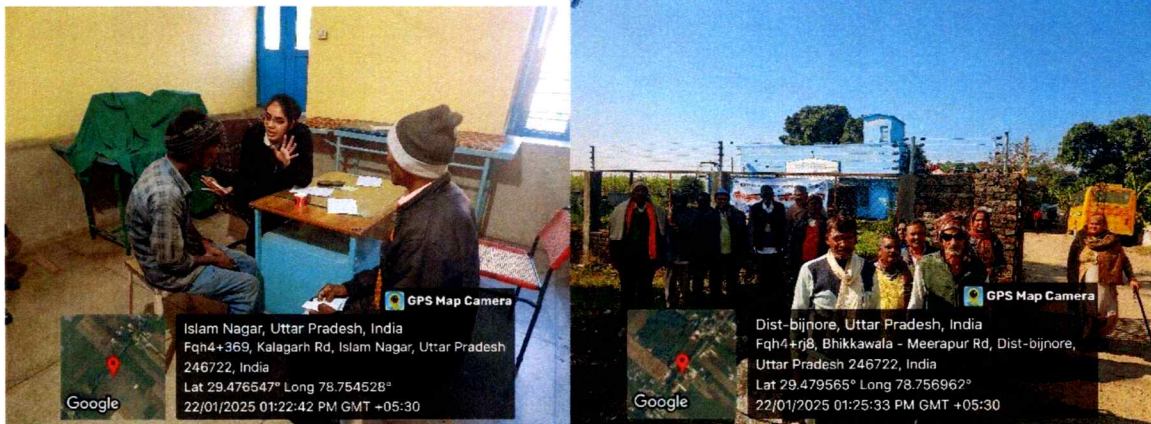 GPS Map Camera
Islam Nagar, Uttar Pradesh, India
Fqh4+369, Kalagarh Rd, Islam Nagar, Uttar Pradesh
246722, India
Lat 29.476547° Long 78.754528°
22/01/2025 01:22:42 PM GMT +05:30
Google
GPS Map Camera
Dist-bijnore, Uttar Pradesh, India
Fqh4+rj8, Bhikkawala - Meerapur Rd, Dist-bijnore,
Uttar Pradesh 246722, India
Lat 29.479565° Long 78.756962°
22/01/2025 01:25:33 PM GMT +05:30
Google